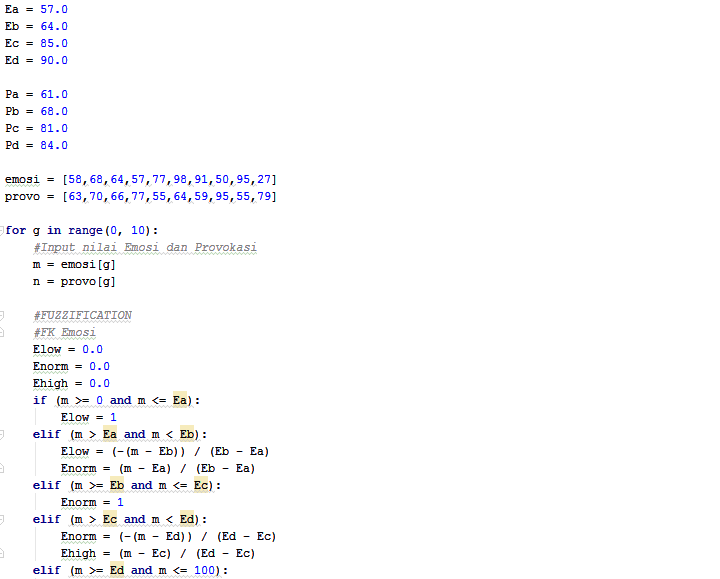 Ea = 57.0
Eb = 64.0
Ec = 85.0
Ed = 90.0
Pa = 61.0
Pb = 68.0
Pc = 81.0
Pd = 84.0
emosi = [58,68,64,57,77,98,91,50,95,27]
provo = [63,70,66,77,55,64,59,95,55,79]
for g in range(0, 10):
    #Input nilai Emosi dan Provokasi
    m = emosi[g]
    n = provo[g]
    #FUZZIFICATION
    #FK Emosi
    Elow = 0.0
    Enorm = 0.0
    Ehigh = 0.0
    if (m >= 0 and m <= Ea):
        Elow = 1
    elif (m > Ea and m < Eb):
        Elow = (-(m - Eb)) / (Eb - Ea)
        Enorm = (m - Ea) / (Eb - Ea)
    elif (m >= Eb and m <= Ec):
        Enorm = 1
    elif (m > Ec and m < Ed):
        Enorm = (-(m - Ed)) / (Ed - Ec)
        Ehigh = (m - Ec) / (Ed - Ec)
    elif (m >= Ed and m <= 100):